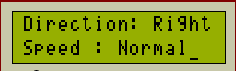 Direction: Right
Speed : Normal_